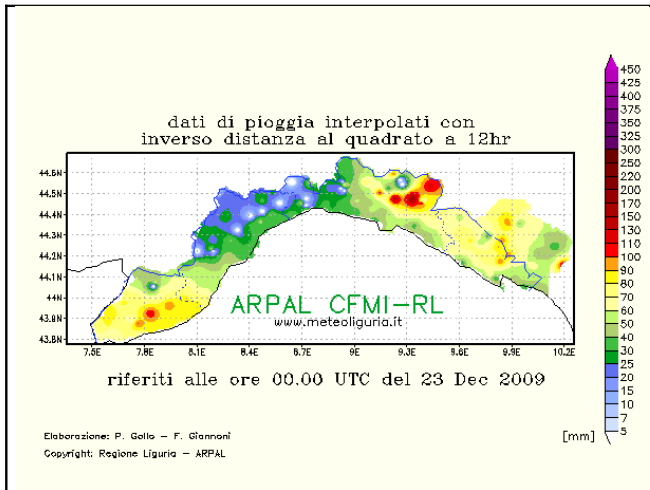 dati di pioggia interpolati con
inverso distanza al quadrato a 12hr
450
425
400
375
325
300
200
170
150
130
110
100
90
80
70
60
50
40
30
25
20
15
10
7
5
44.6N
44.5N
44.4N
44.3N
44.2N
44.1N
44N
43.9N
43.8N
ARPAL CFMI-RL
www.meteoliguria.it
7.5E 7.8E 8.1E 8.4E 8.7E 9E 9.3E 9.6E 9.9E 10.2E
riferiti alle ore 00.00 UTC del 23 Dec 2009
Elaborazione: P. Gollo - F. Giannoni
[mm]
Copyright: Regione Liguria - ARPAL